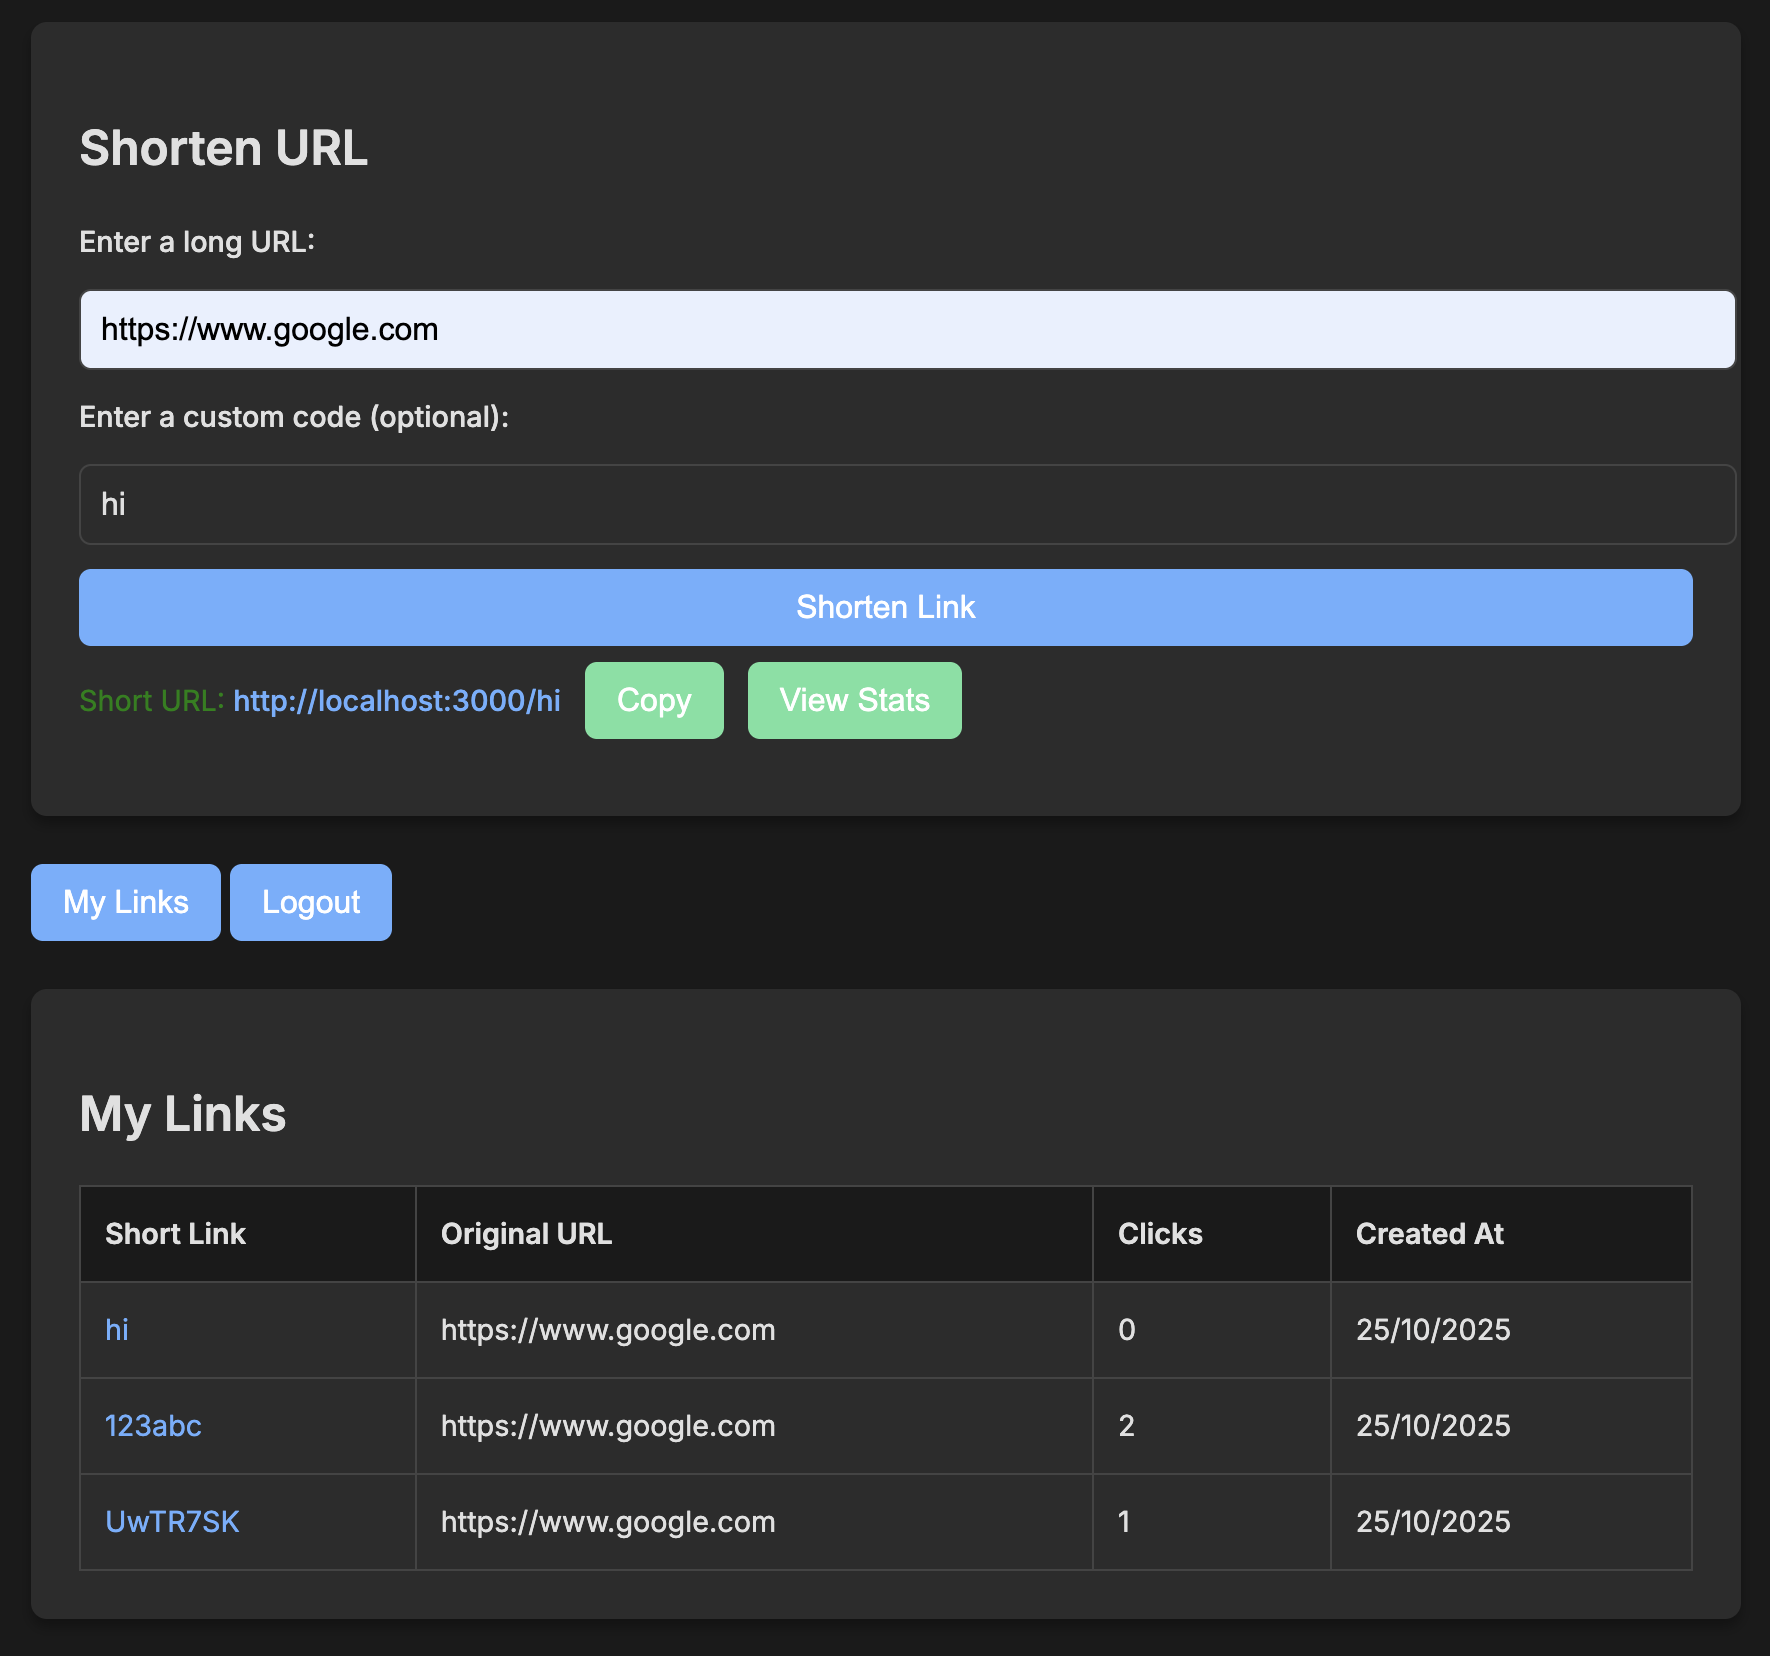 Shorten URL
Enter a long URL:
https://www.google.com
Enter a custom code (optional):
hi
Shorten Link
Short URL: http://localhost:3000/hi Copy View Stats
My Links Logout
My Links
Short Link Original URL Clicks Created At
hi https://www.google.com 0 25/10/2025
123abc https://www.google.com 2 25/10/2025
UwTR7SK https://www.google.com 1 25/10/2025